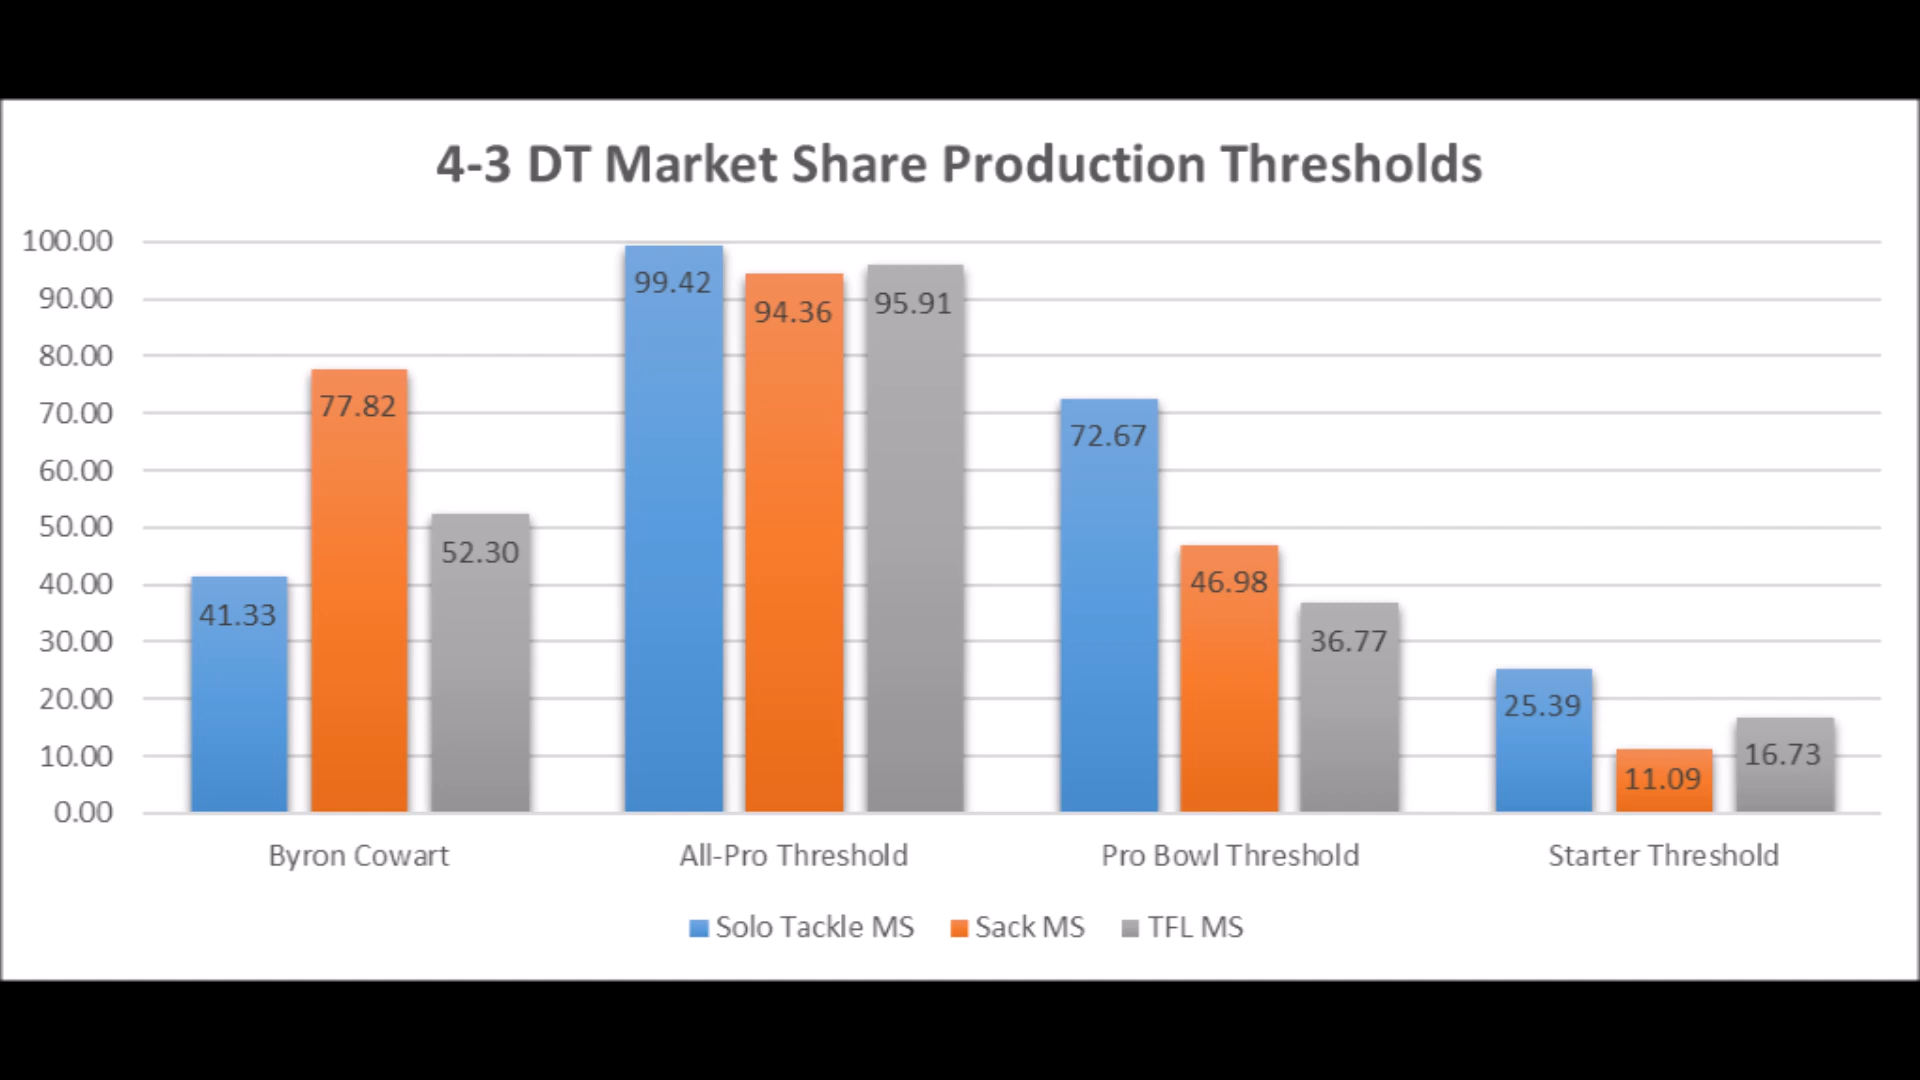 4-3 DT Market Share Production Thresholds
100.00
90.00
80.00
70.00
60.00
50.00
40.00
30.00
20.00
10.00
0.00
41.33
77.82
52.30
99.42
94.36
95.91
72.67
46.98
36.77
25.39
11.09
16.73
Byron Cowart
All-Pro Threshold
Pro Bowl Threshold
Starter Threshold
Solo Tackle MS
Sack MS
TFL MS